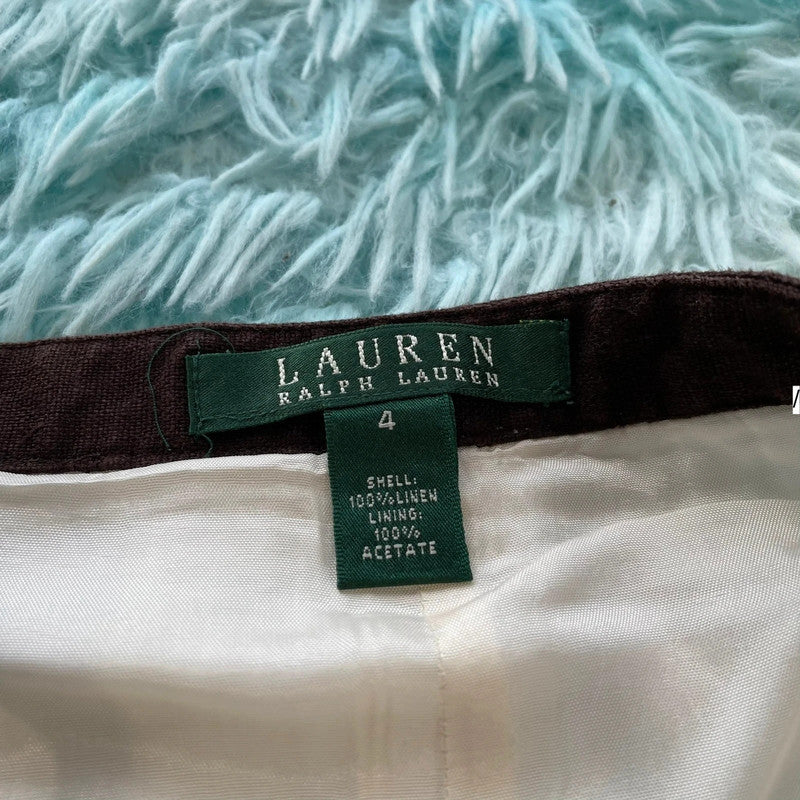 LAUREN
RALPH LAUREN
4
SHELL:
100%LINEN
LINING:
100%
ACETATE